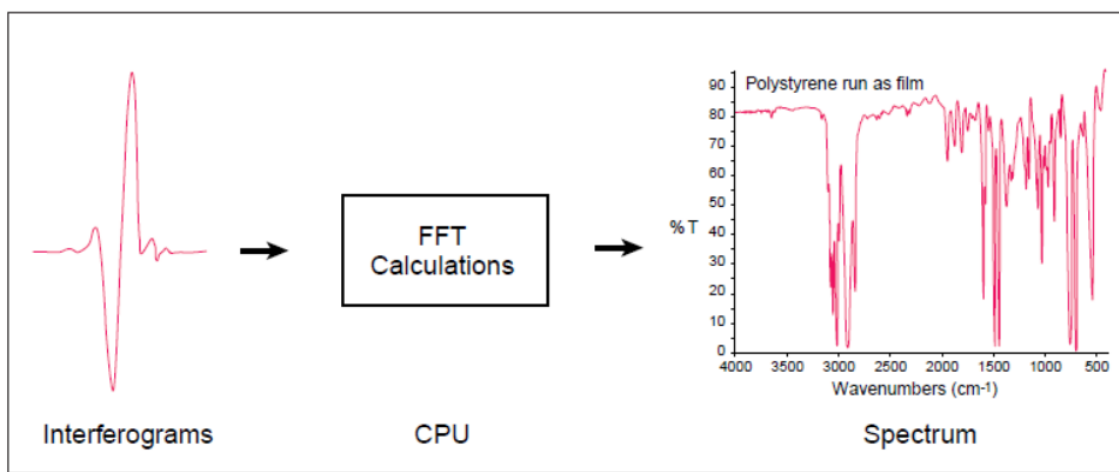 Polystyrene run as film
90
80
70
60
50
%T
40
30
20
10
0
4000 3500 3000 2500 2000 1500 1000 500
Wavenumbers (cm-1)
FFT
Calculations
Interferograms
CPU
Spectrum